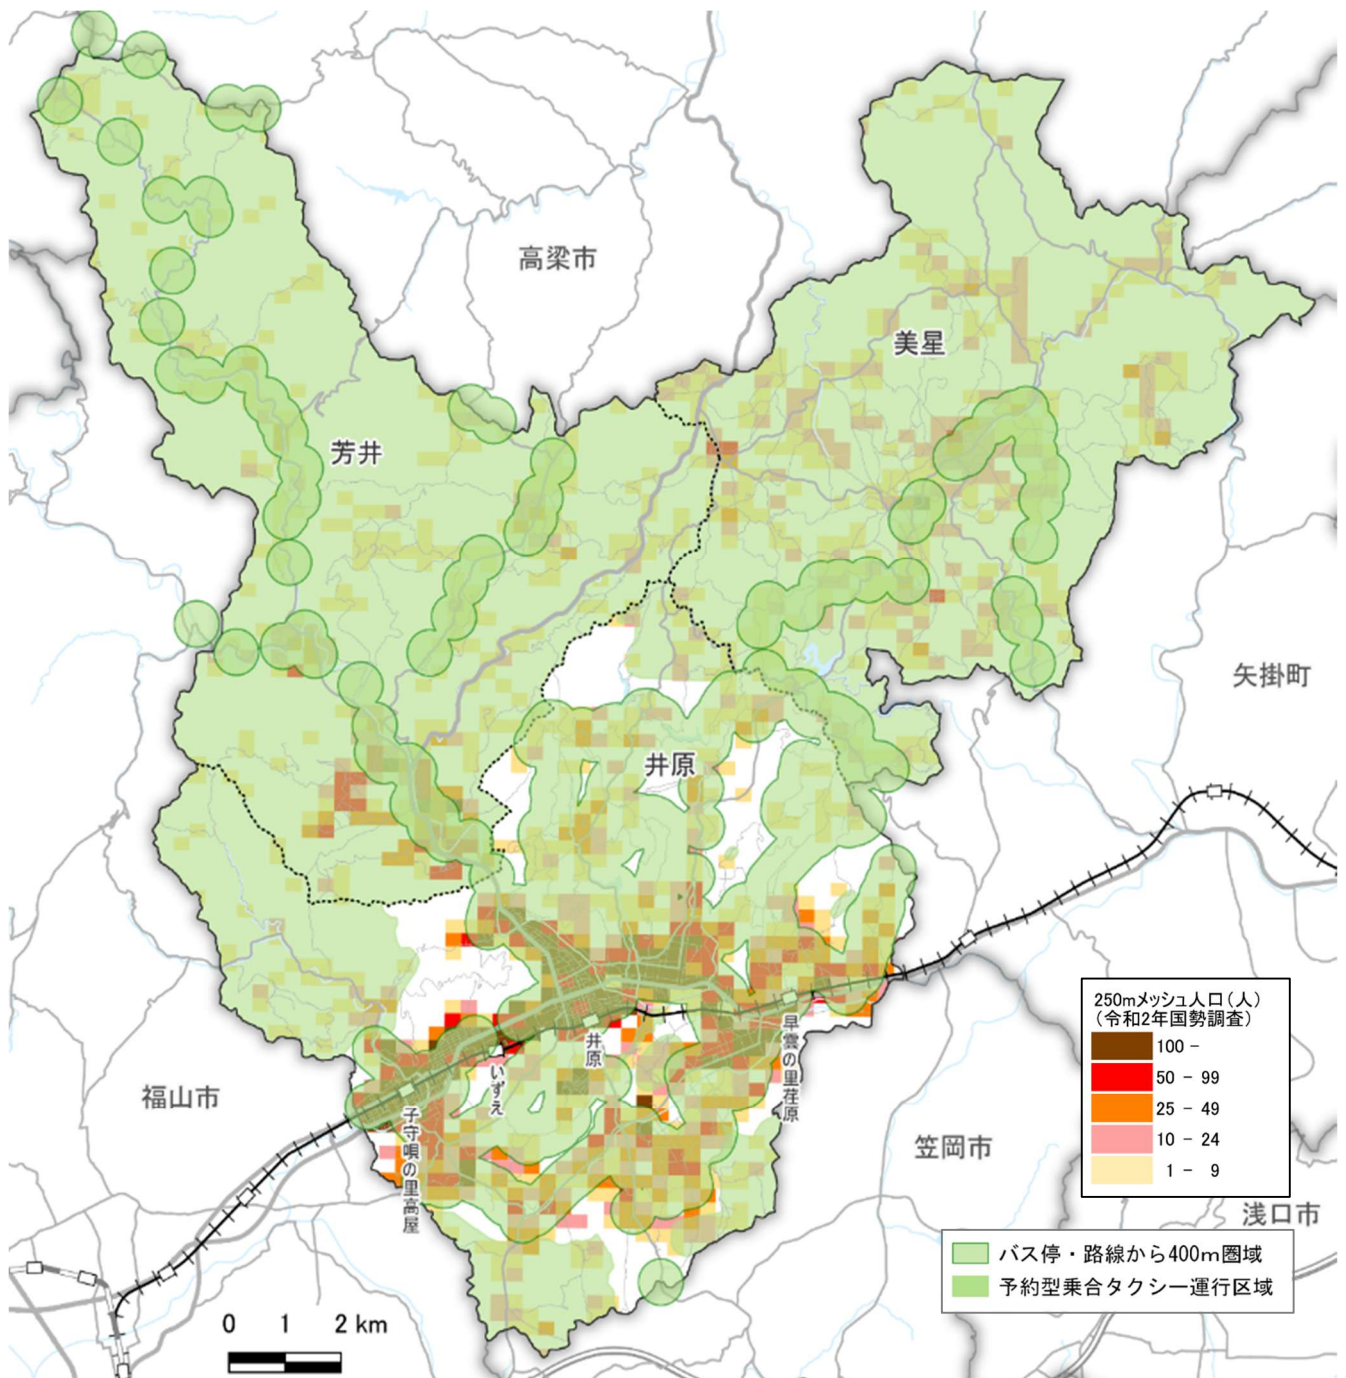 高梁市
美星
芳井
矢掛町
井原
早雲の里荏原
井原
いずえ
子守唄の里高屋
福山市
笠岡市
浅口市
250mメッシュ人口(人)
(令和2年国勢調査)
100 -
50 - 99
25 - 49
10 - 24
1 - 9
バス停・路線から400m圏域
予約型乗合タクシー運行区域
0 1 2 km